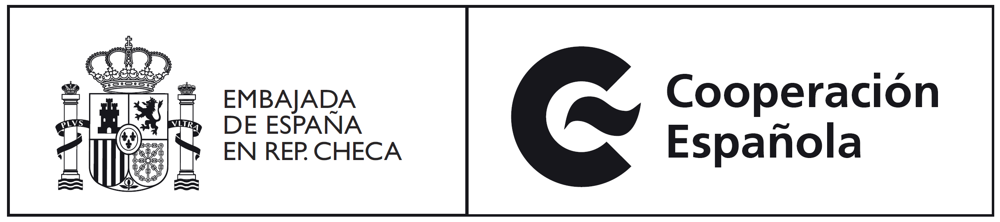 PLVS VLTRA
EMBAJADA
DE ESPAÑA
EN REP. CHECA
Cooperación
Española